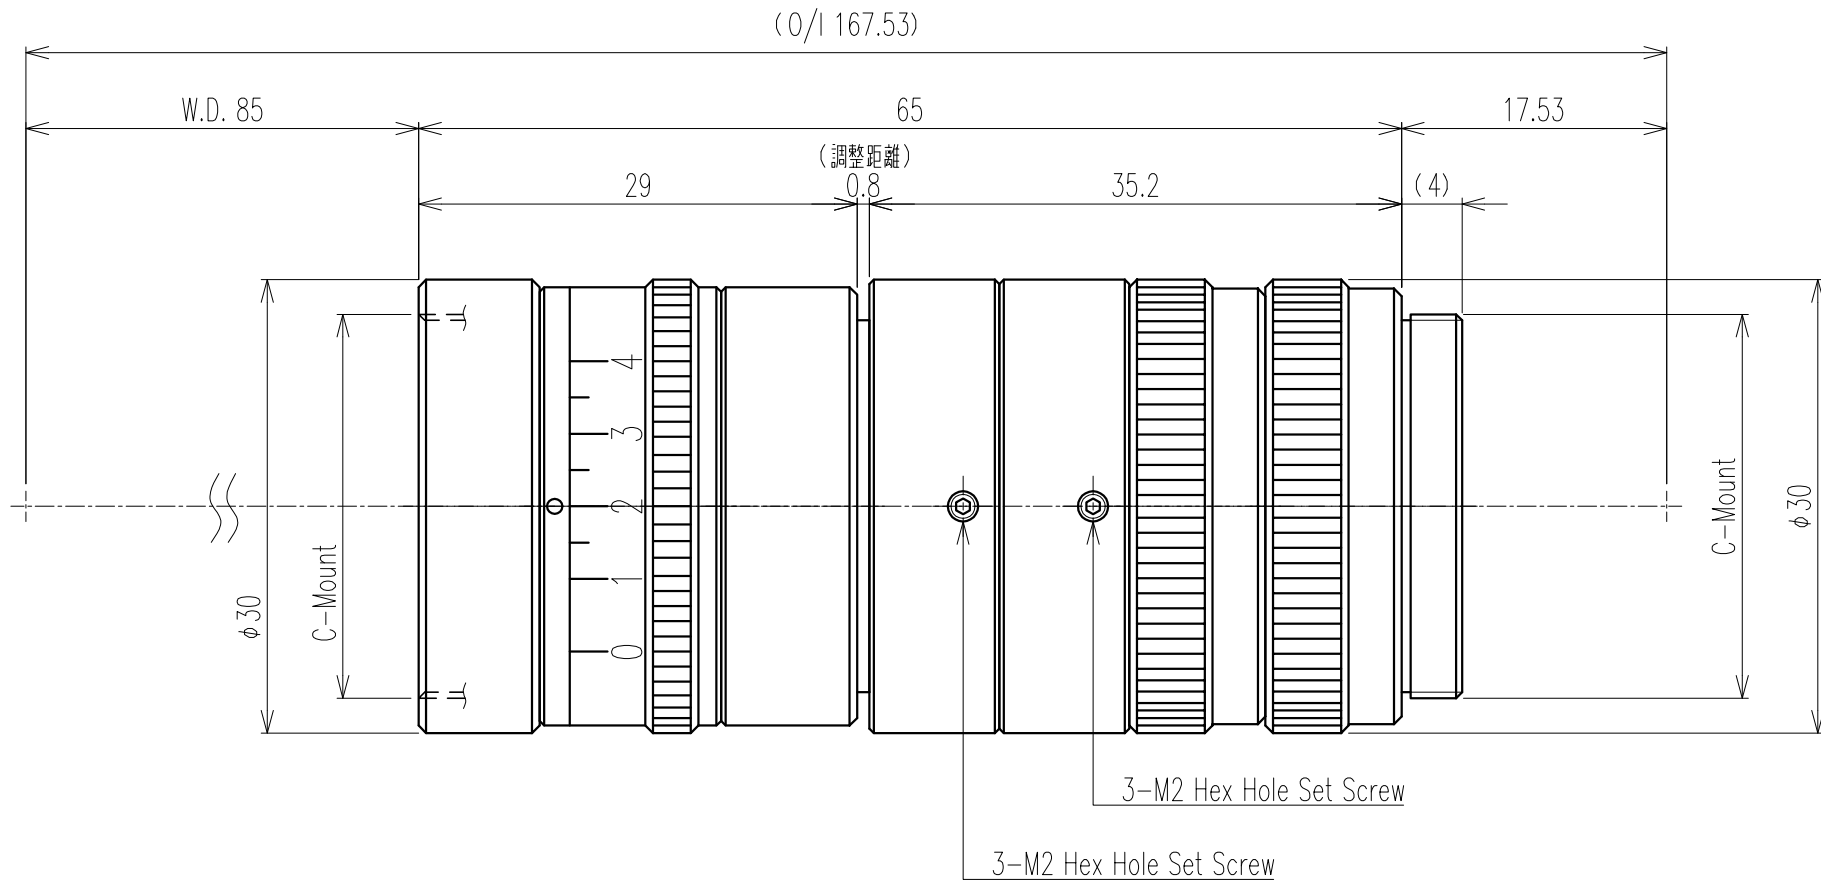 (O/I 167.53)
W.D. 85
65
17.53
(調整距離)
29
0.8
35.2
(4)
4
3
2
1
0
φ30
C-Mount
C-Mount
φ30
3-M2 Hex Hole Set Screw
3-M2 Hex Hole Set Screw